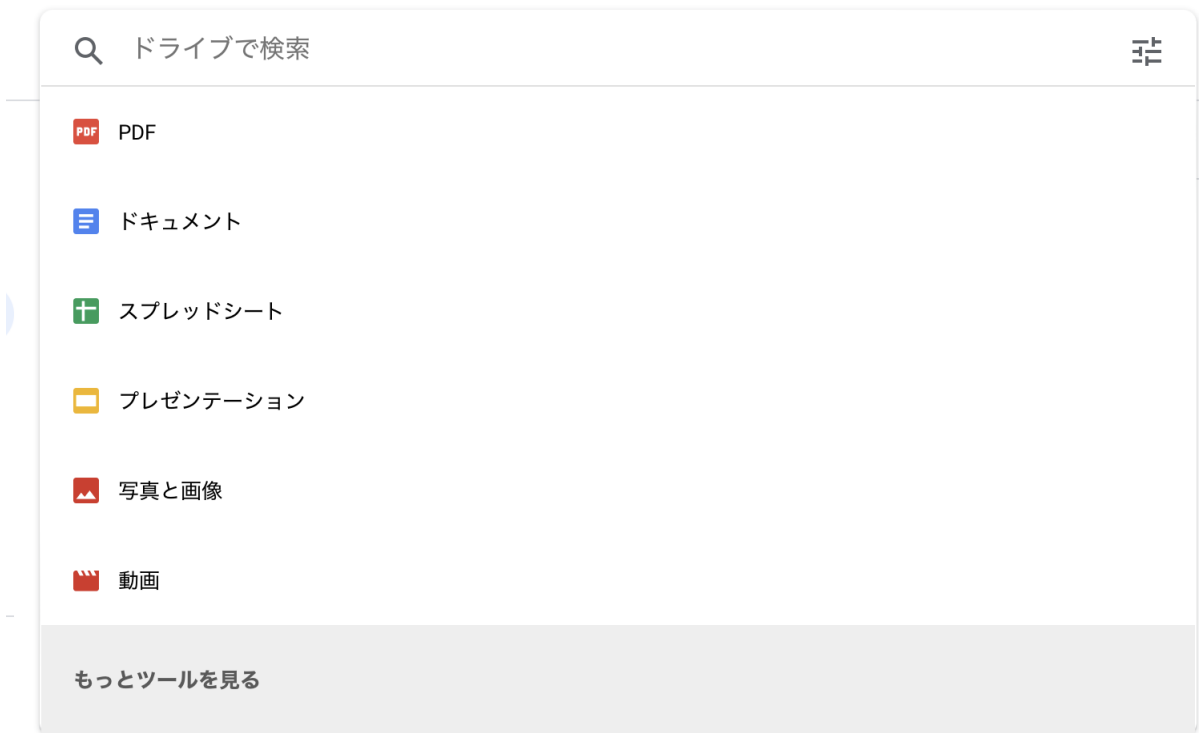 ドライブで検索
PDF PDF
ドキュメント
スプレッドシート
プレゼンテーション
写真と画像
動画
もっとツールを見る